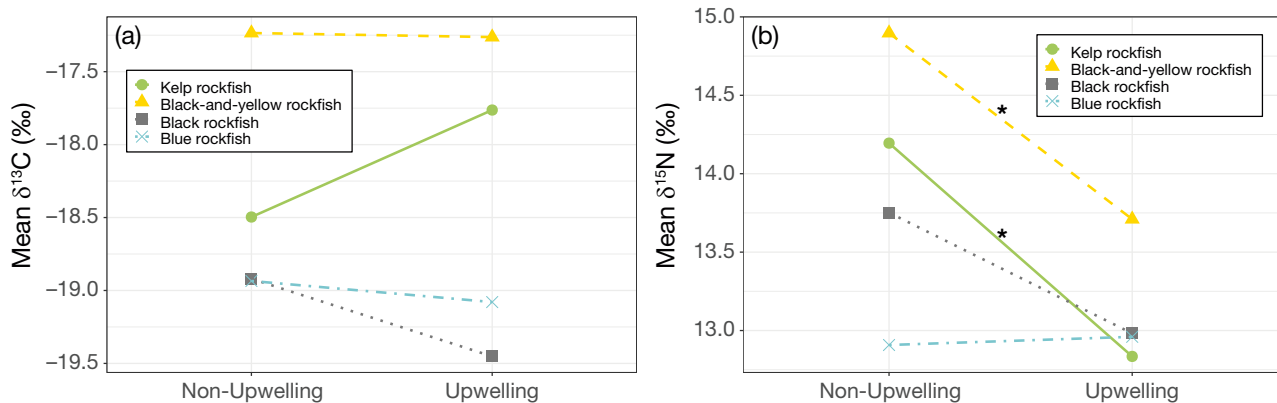 (a)
Mean δ13C (‰)
−17.5
−18.0
−18.5
−19.0
−19.5
Kelp rockfish
Black-and-yellow rockfish
Black rockfish
Blue rockfish
Non-Upwelling
Upwelling
(b)
Mean δ15N (‰)
15.0
14.5
14.0
13.5
13.0
Kelp rockfish
Black-and-yellow rockfish
Black rockfish
Blue rockfish
*
*
Non-Upwelling
Upwelling